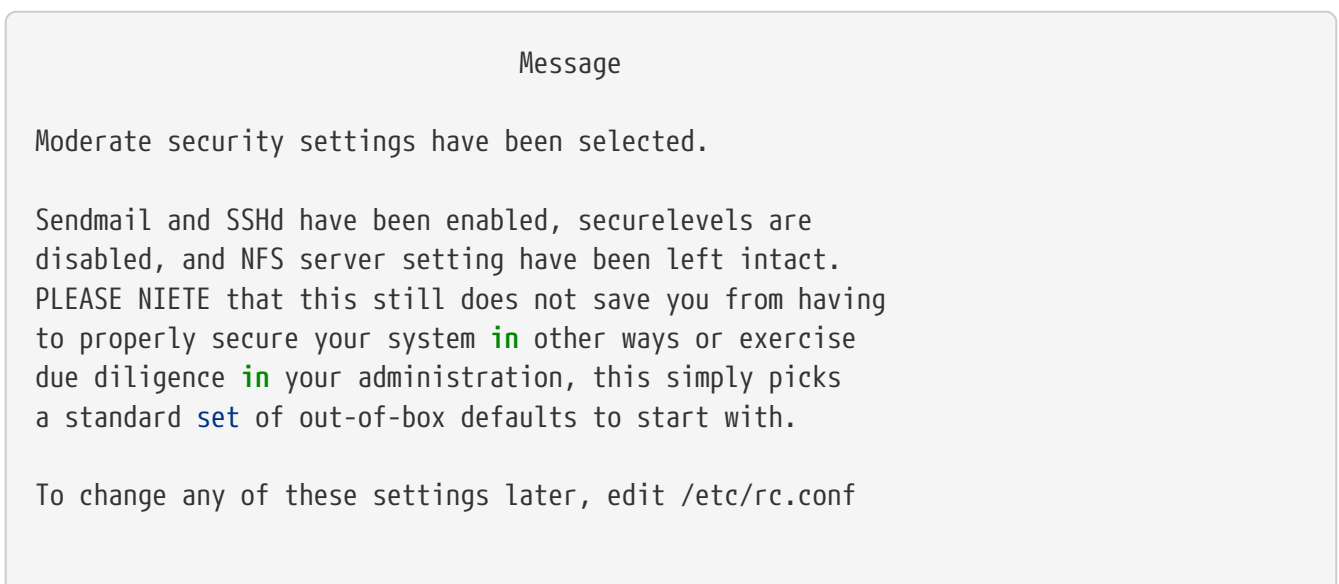 Message
Moderate security settings have been selected.
Sendmail and SSHd have been enabled, securelevels are
disabled, and NFS server setting have been left intact.
PLEASE NIETE that this still does not save you from having
to properly secure your system in other ways or exercise
due diligence in your administration, this simply picks
a standard set of out-of-box defaults to start with.
To change any of these settings later, edit /etc/rc.conf